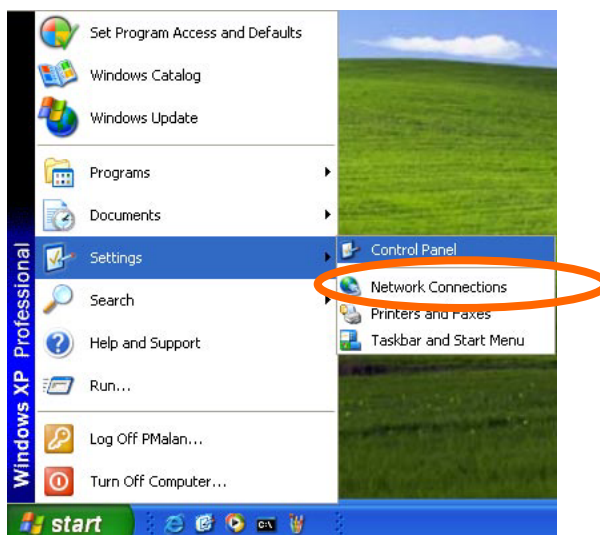 Set Program Access and Defaults
Windows Catalog
Windows Update
Programs
Documents
Settings
Search
Help and Support
Run...
Log Off PMalan...
Turn Off Computer...
Control Panel
Network Connections
Printers and Faxes
Taskbar and Start Menu
Windows XP Professional
start
C:\